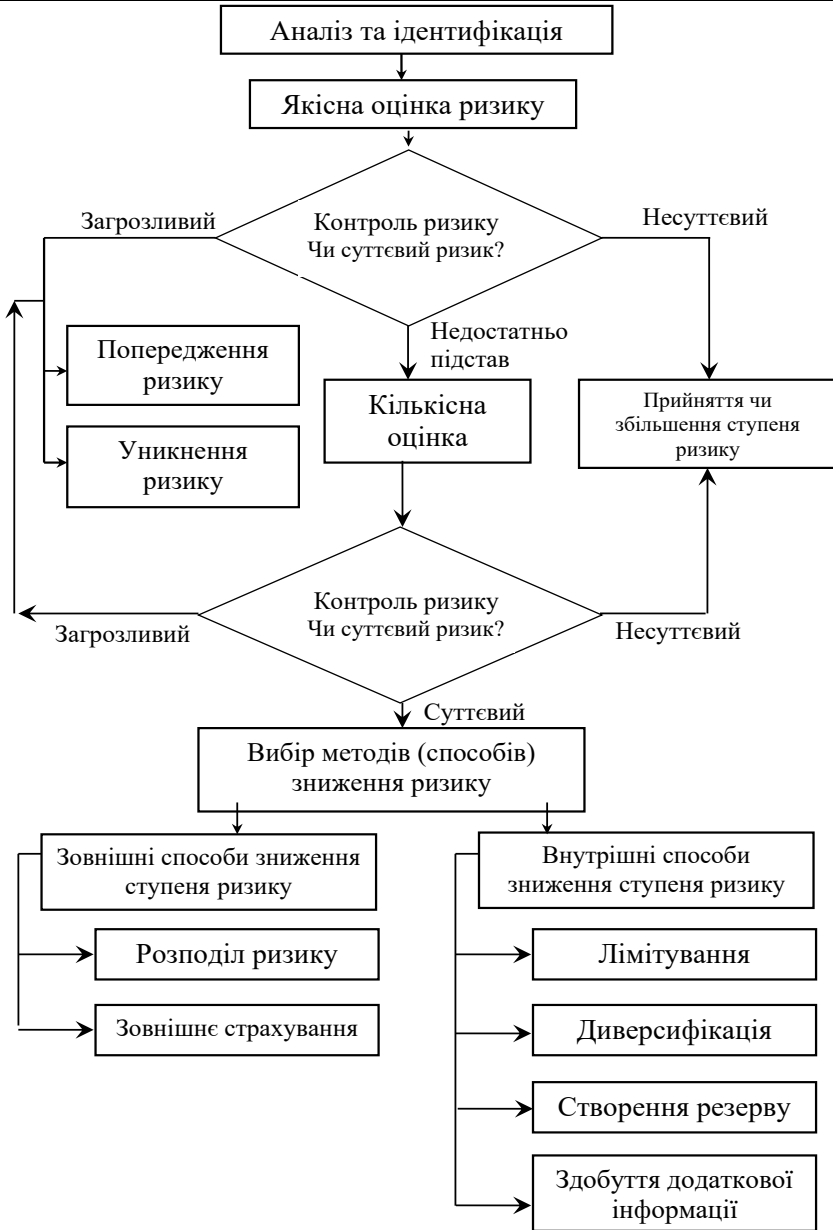 Аналіз та ідентифікація
Якісна оцінка ризику
Загрозливий
Контроль ризику
Чи суттєвий ризик?
Несуттєвий
Недостатньо
підстав
Попередження
ризику
Уникнення
ризику
Кількісна
оцінка
Прийняття чи
збільшення ступеня
ризику
Контроль ризику
Чи суттєвий ризик?
Загрозливий
Несуттєвий
Суттєвий
Вибір методів (способів)
зниження ризику
Зовнішні способи зниження
ступеня ризику
Розподіл ризику
Зовнішнє страхування
Внутрішні способи
зниження ступеня ризику
Лімітування
Диверсифікація
Створення резерву
Здобуття додаткової
інформації